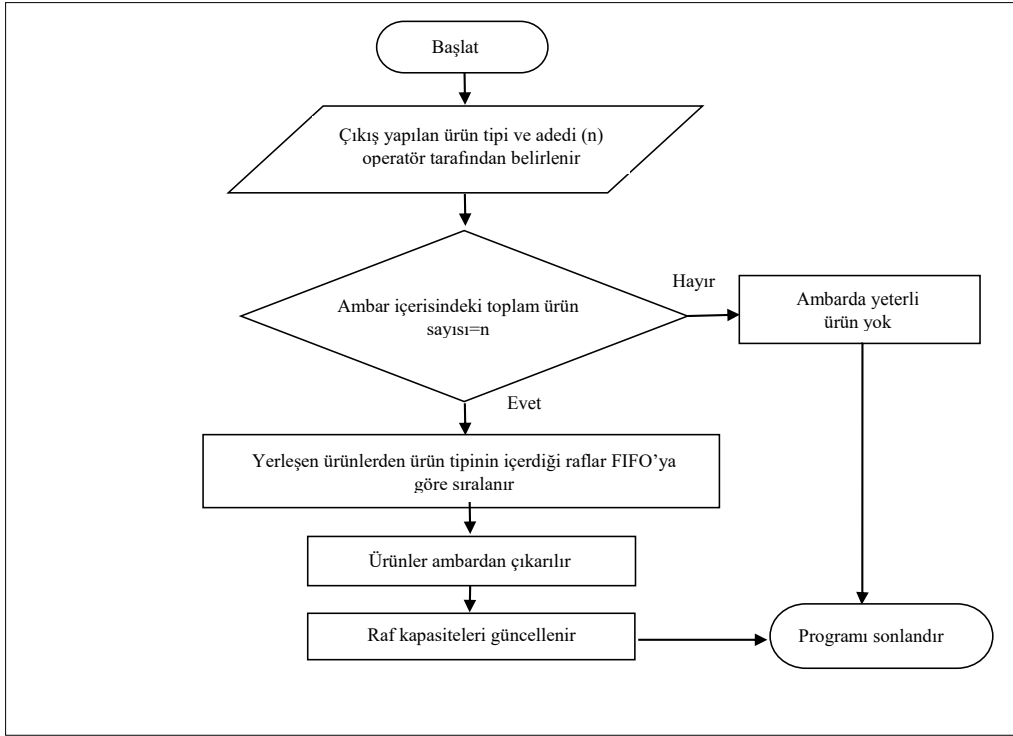 Başlat
Çıkış yapılan ürün tipi ve adedi (n)
operatör tarafından belirlenir
Hayır
Ambar içerisindeki toplam ürün
sayısı=n
Ambarda yeterli
ürün yok
Evet
Yerleşen ürünlerden ürün tipinin içerdiği raflar FIFO’ya
göre sıralanır
Ürünler ambardan çıkarılır
Raf kapasiteleri güncellenir
Programı sonlandır